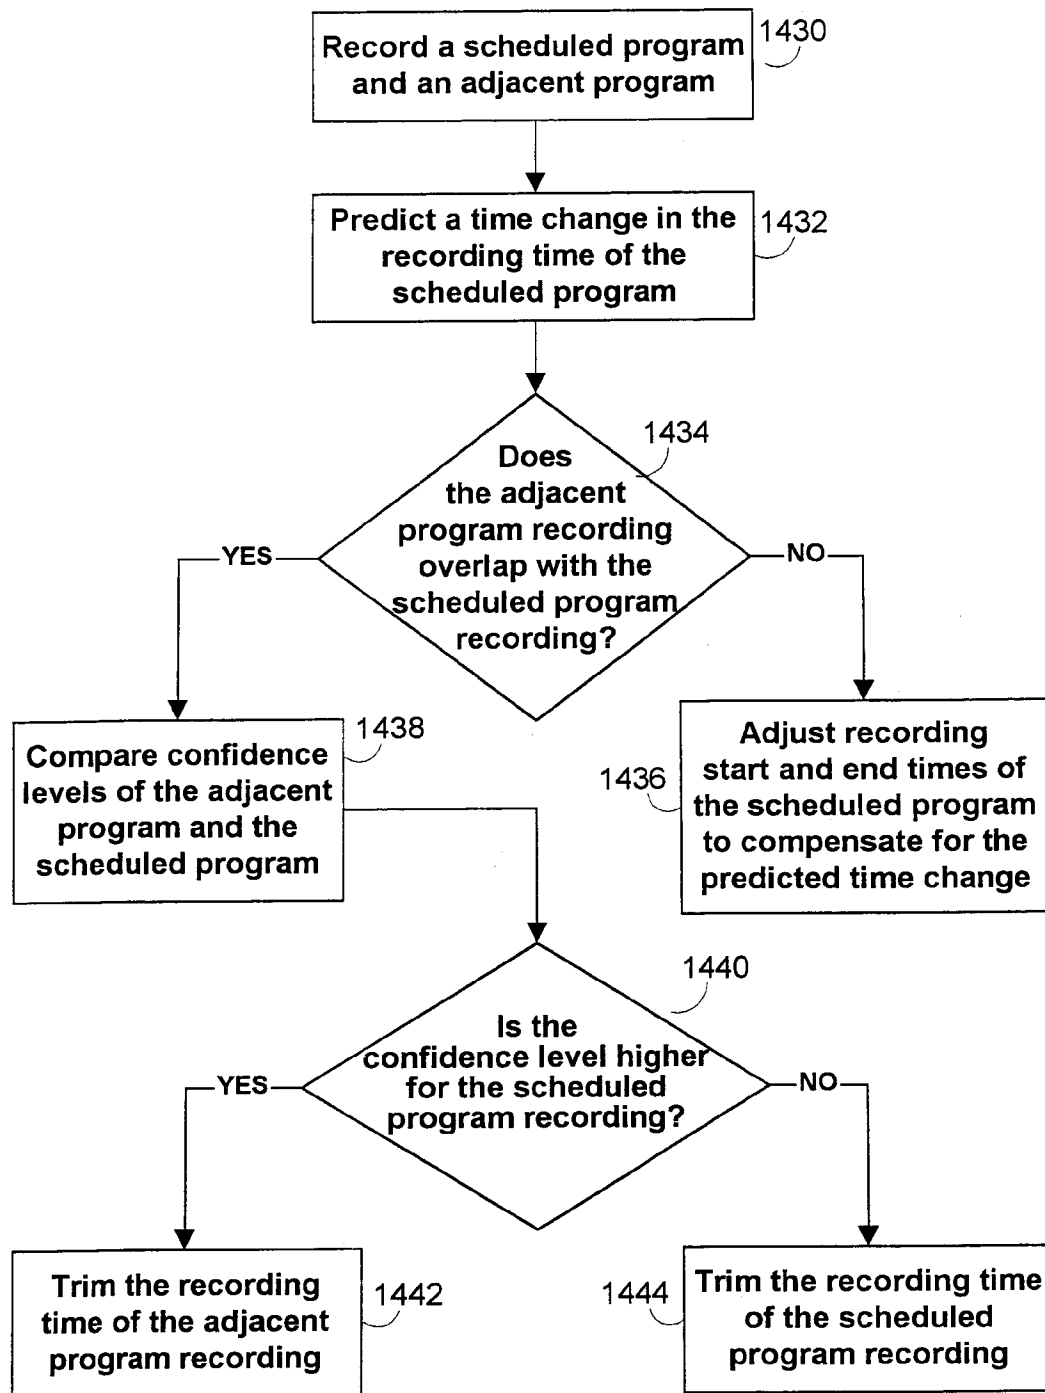 Record a scheduled program
and an adjacent program
1430
Predict a time change in the
recording time of the
scheduled program
1432
1434
Does
the adjacent
program recording
overlap with the
scheduled program
recording?
YES
NO
1438
Compare confidence
levels of the adjacent
program and the
scheduled program
1436
Adjust recording
start and end times of
the scheduled program
to compensate for the
predicted time change
1440
Is the
confidence level higher
for the scheduled
program recording?
YES
NO
Trim the recording
time of the adjacent
program recording
1442
1444
Trim the recording time
of the scheduled
program recording